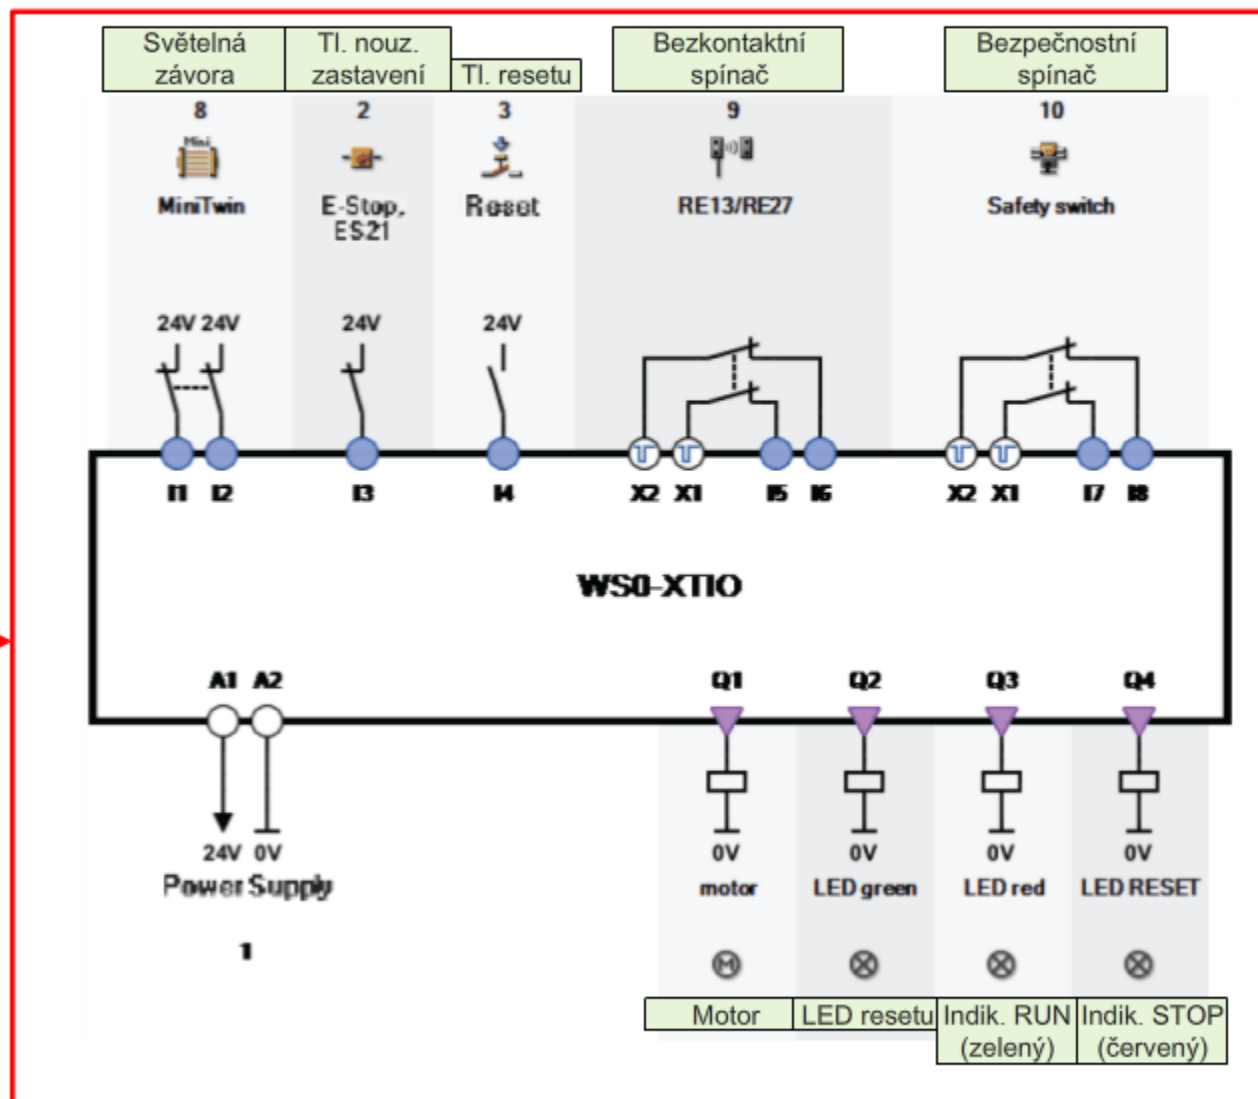 Světelná
závora
Tl. nouz.
zastavení
Tl. resetu
Bezkontaktní
spínač
Bezpečnostní
spínač
8
2
3
9
10
Mini
MiniTwin
E-Stop,
ES21
Reset
RE13/RE27
Safety switch
24V 24V
24V
24V
I1 I2
I3
I4
X2 X1
I5 I6
X2 X1
I7 I8
WS0-XTIO
A1 A2
Q1
Q2
Q3
Q4
24V 0V
Power Supply
1
0V
0V
0V
0V
motor
LED green
LED red
LED RESET
M
Motor
LED resetu
Indik. RUN
(zelený)
Indik. STOP
(červený)